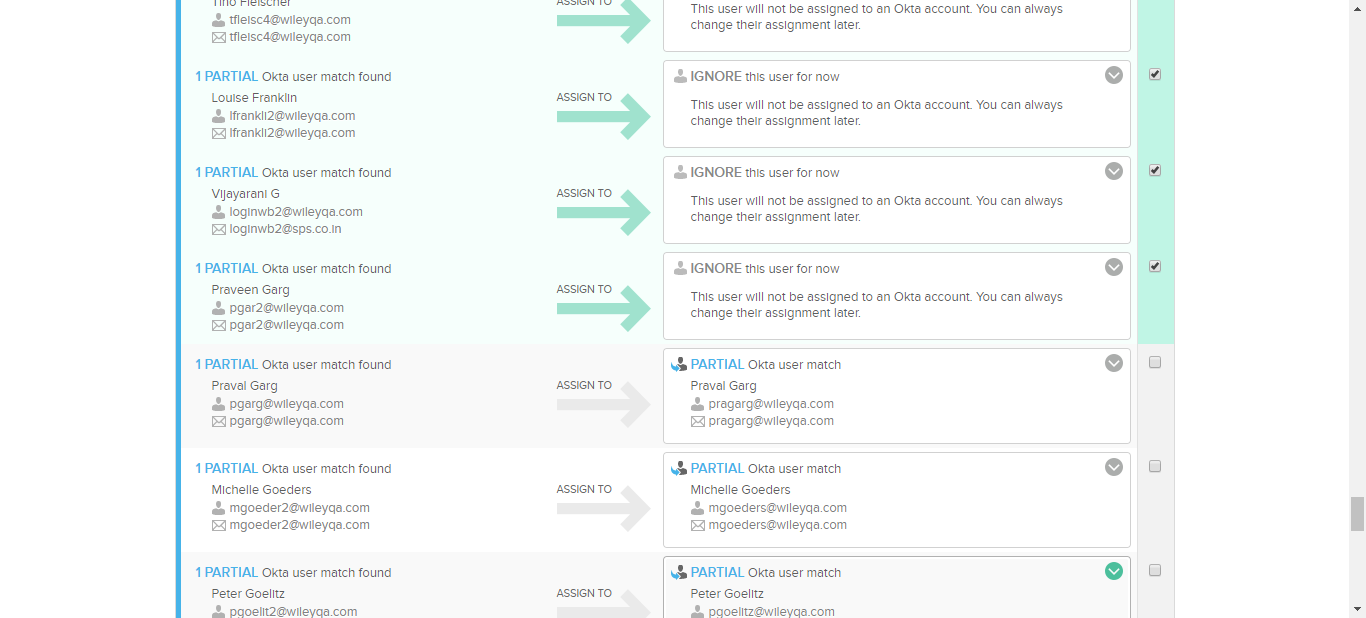 Tino Fleischer
tfleisc4@wileyqa.com
tfleisc4@wileyqa.com
ASSIGN TO
This user will not be assigned to an Okta account. You can always
change their assignment later.
1 PARTIAL Okta user match found
Louise Franklin
lfrankli2@wileyqa.com
lfrankli2@wileyqa.com
ASSIGN TO
IGNORE this user for now
This user will not be assigned to an Okta account. You can always
change their assignment later.
1 PARTIAL Okta user match found
Vijayarani G
loginwb2@wileyqa.com
loginwb2@sps.co.in
ASSIGN TO
IGNORE this user for now
This user will not be assigned to an Okta account. You can always
change their assignment later.
1 PARTIAL Okta user match found
Praveen Garg
pgar2@wileyqa.com
pgar2@wileyqa.com
ASSIGN TO
IGNORE this user for now
This user will not be assigned to an Okta account. You can always
change their assignment later.
1 PARTIAL Okta user match found
Praval Garg
pgarg@wileyqa.com
pgarg@wileyqa.com
ASSIGN TO
PARTIAL Okta user match
Praval Garg
pragarg@wileyqa.com
pragarg@wileyqa.com
1 PARTIAL Okta user match found
Michelle Goeders
mgoeder2@wileyqa.com
mgoeder2@wileyqa.com
ASSIGN TO
PARTIAL Okta user match
Michelle Goeders
mgoeders@wileyqa.com
mgoeders@wileyqa.com
1 PARTIAL Okta user match found
Peter Goelitz
pgoelit2@wileyqa.com
ASSIGN TO
PARTIAL Okta user match
Peter Goelitz
pgoelitz@wileyqa.com